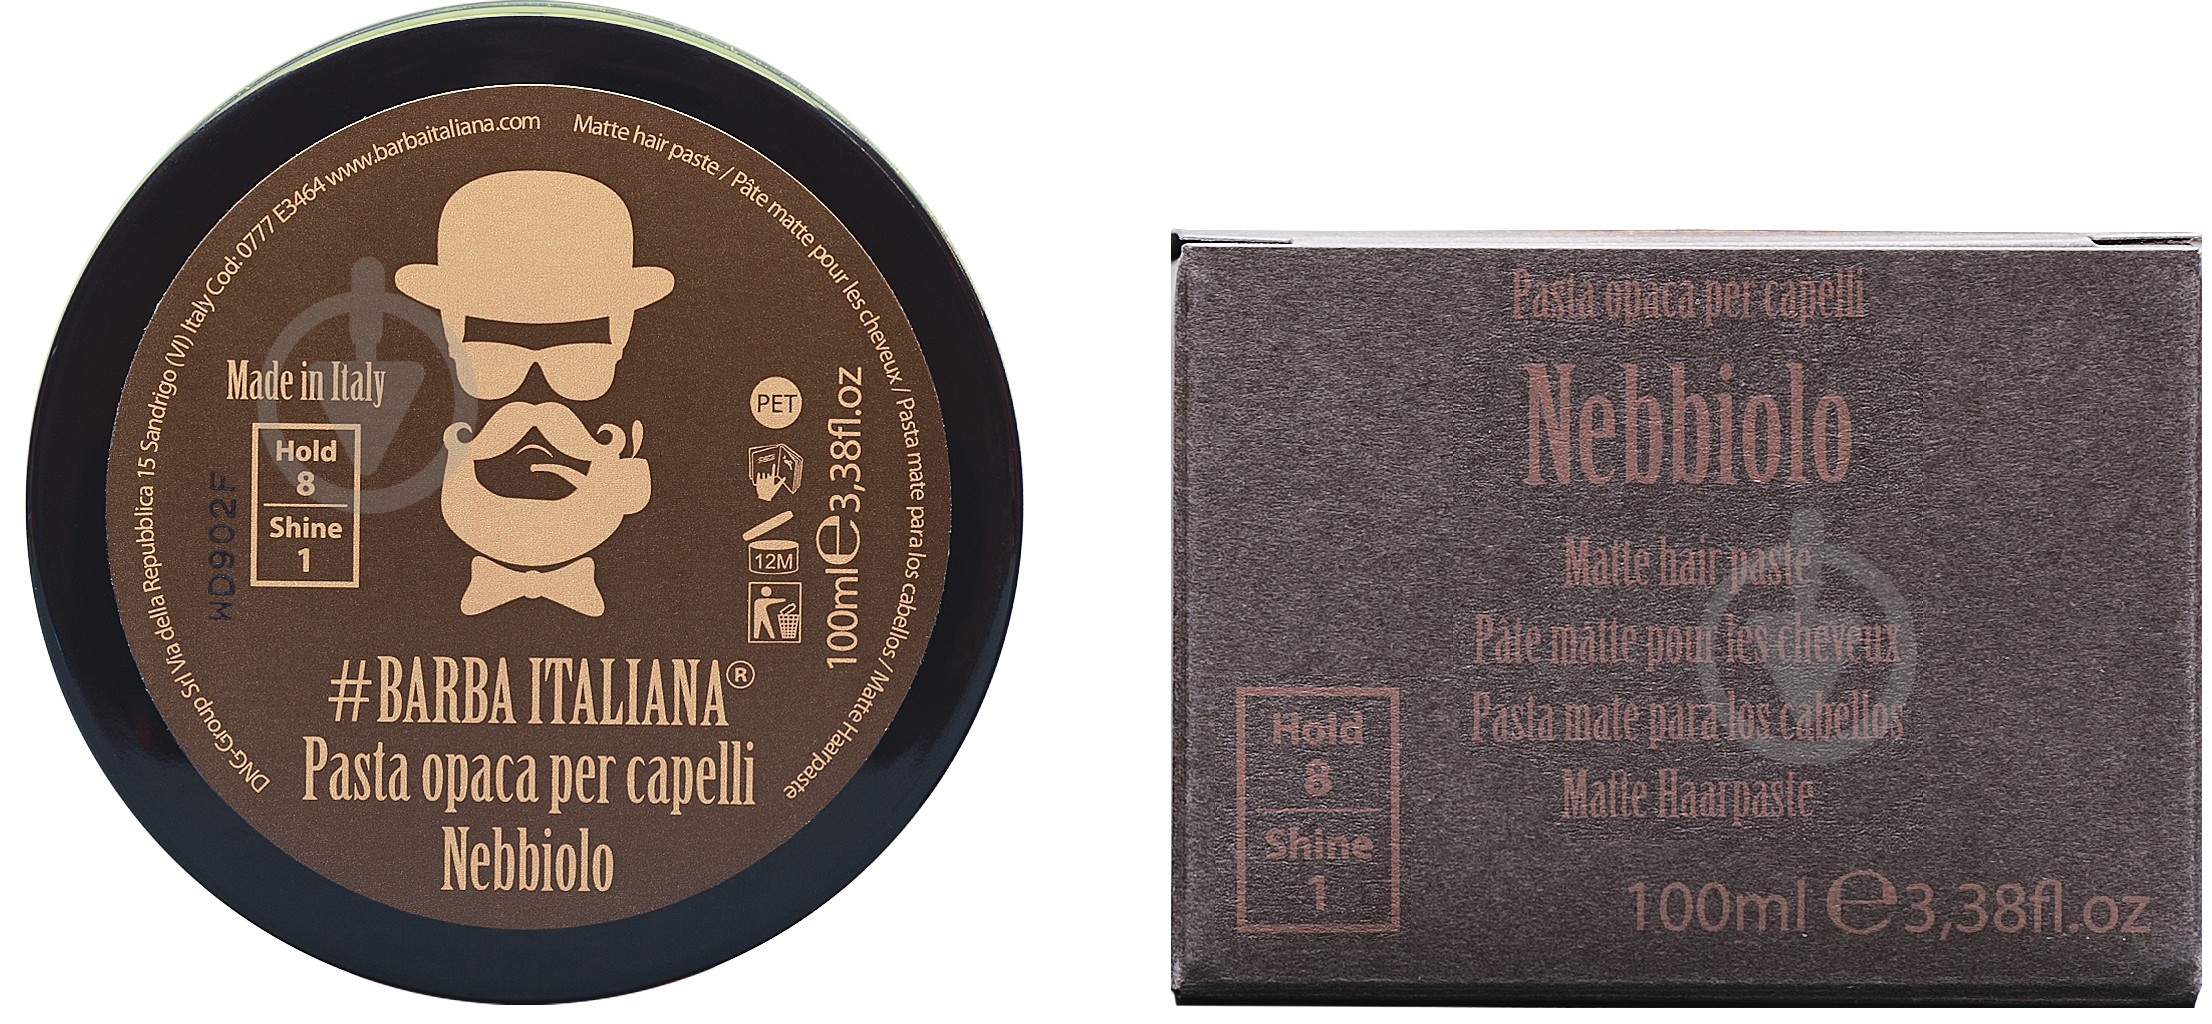 DNG-Group Srl Via della Repubblica 15 Sandrigo (VI) Italy Cod: 0777 E3464 www.barbaitaliana.com
Matte hair paste / Pâte matte pour les cheveux / Pasta mate para los cabellos / Matte Haarpaste
Made in Italy
Hold
8
Shine
1
WD902F
PET
12M
100ml e 3,38fl.oz
#BARBA ITALIANA®
Pasta opaca per capelli
Nebbiolo
Pasta opaca per capelli
Nebbiolo
Matte hair paste
Pâte matte pour les cheveux
Pasta mate para los cabellos
Matte Haarpaste
Hold
8
Shine
1
100ml e 3,38fl.oz